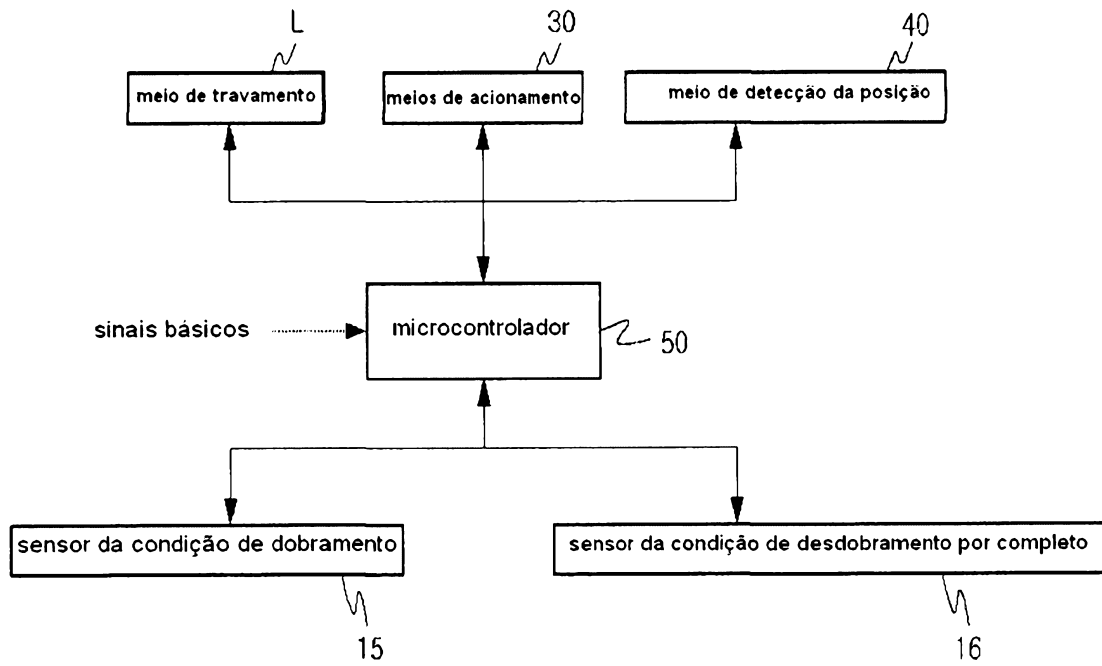 L
30
40
meio de travamento
meios de acionamento
meio de detecção da posição
sinais básicos
microcontrolador
50
sensor da condição de dobramento
sensor da condição de desdobramento por completo
15
16